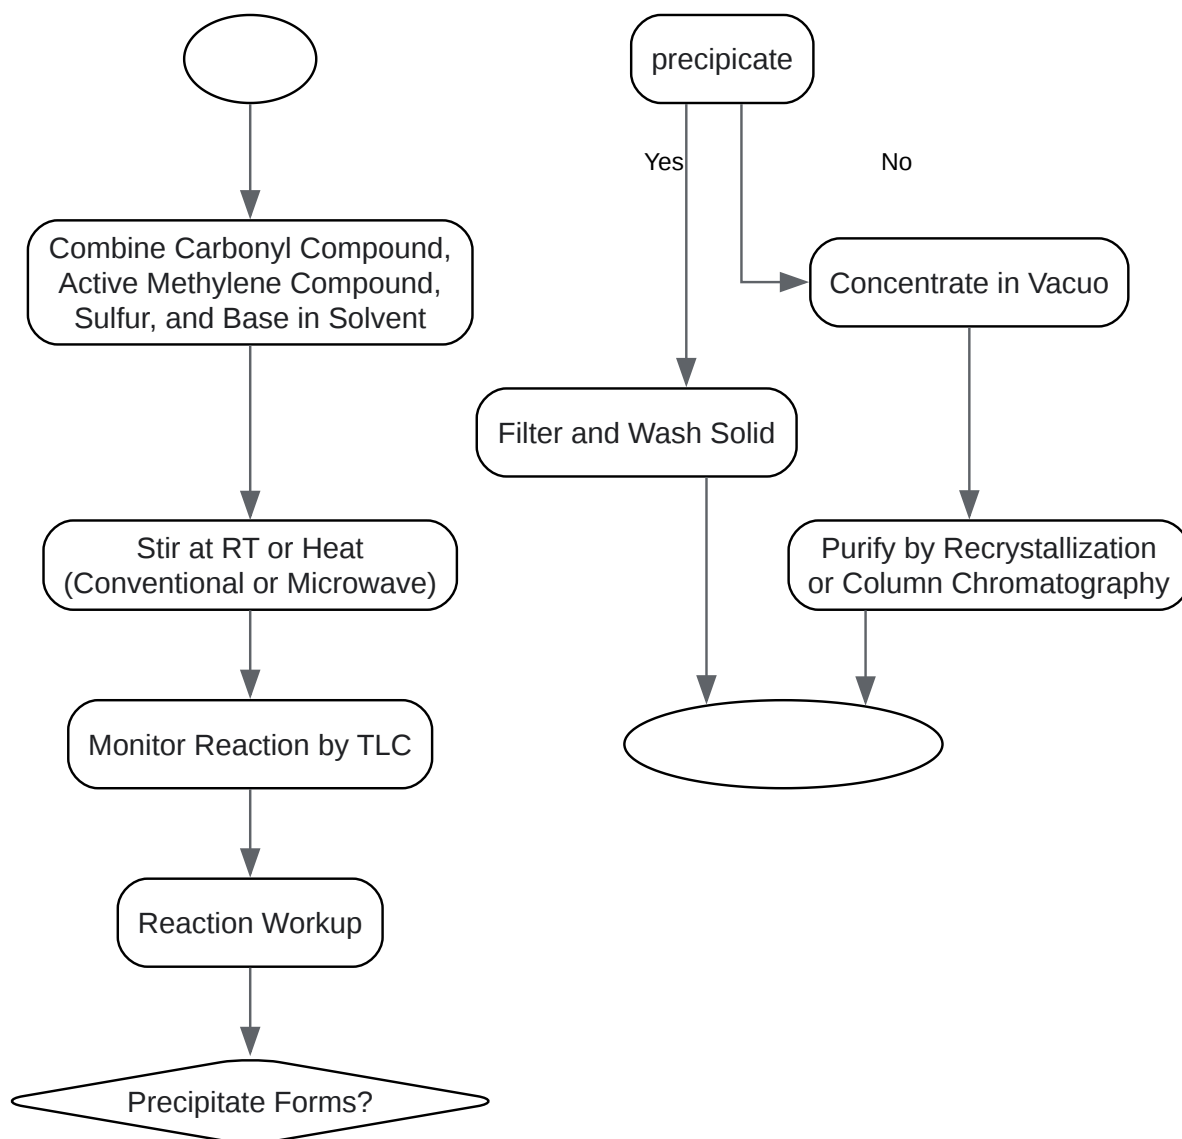 Combine Carbonyl Compound,
Active Methylene Compound,
Sulfur, and Base in Solvent
Stir at RT or Heat
(Conventional or Microwave)
Monitor Reaction by TLC
Reaction Workup
Precipitate Forms?
precipicate
Yes
No
Concentrate in Vacuo
Filter and Wash Solid
Purify by Recrystallization
or Column Chromatography